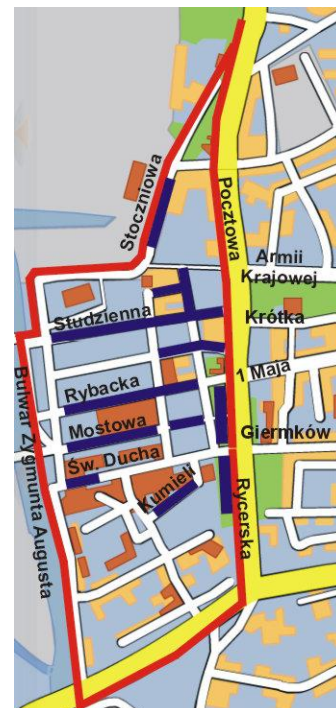 Stoczniowa
Pocztowa
Armii
Krajowej
Studzienna
Krótka
1 Maja
Rybacka
Bulwar Zygmunta Augusta
Mostowa
Giermków
Św. Ducha
Kumieli
Rycerska